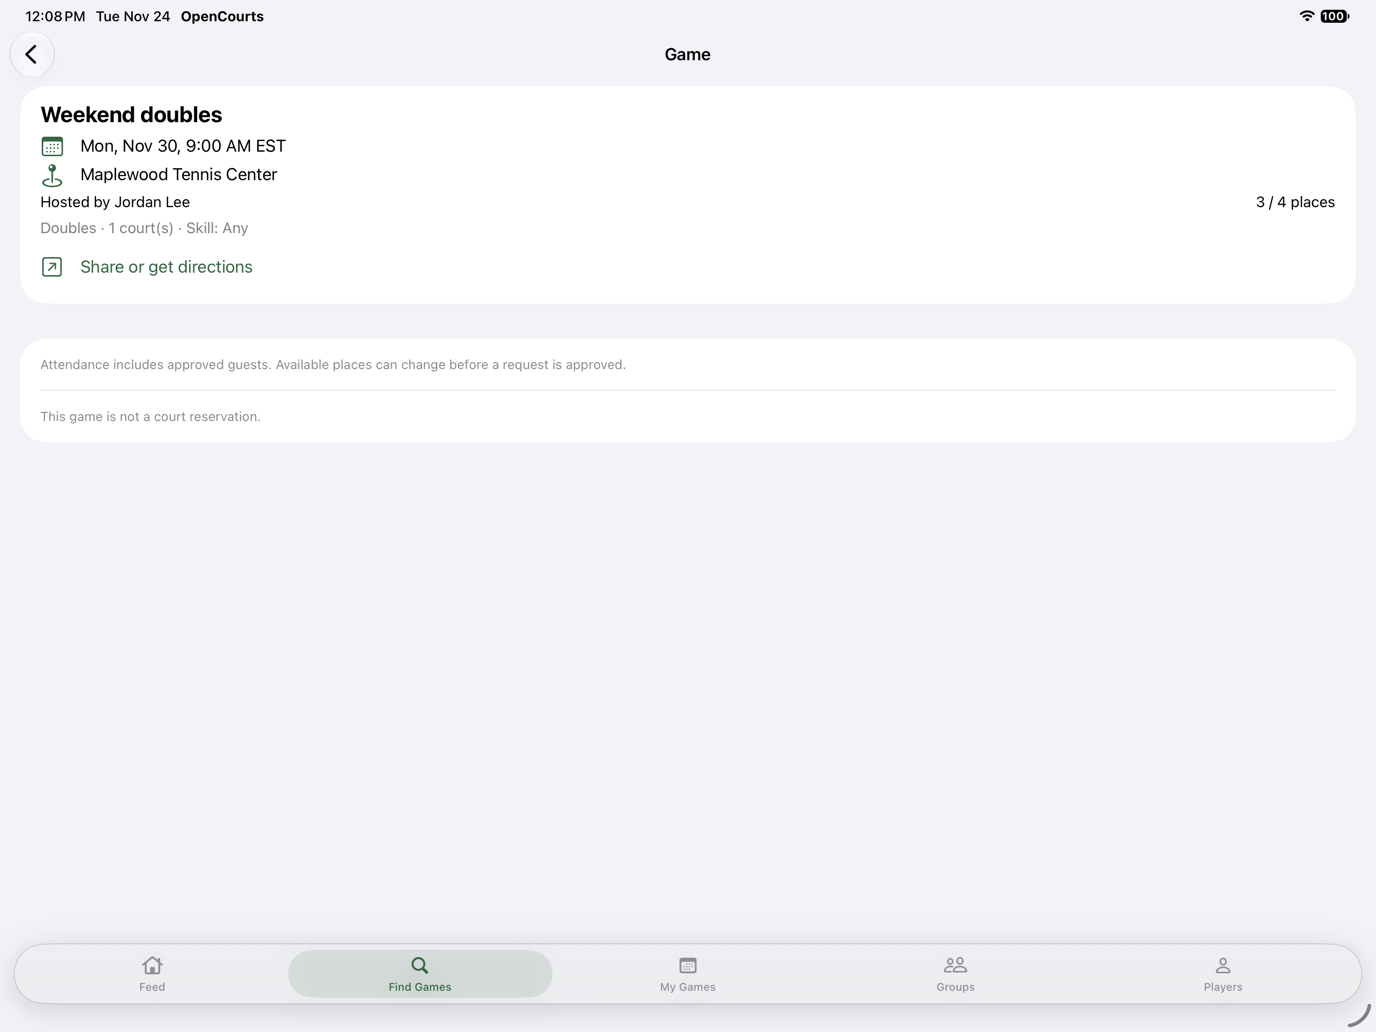 12:08 PM Tue Nov 24 OpenCourts
100
Game
Weekend doubles
Mon, Nov 30, 9:00 AM EST
Maplewood Tennis Center
Hosted by Jordan Lee
3 / 4 places
Doubles · 1 court(s) · Skill: Any
Share or get directions
Attendance includes approved guests. Available places can change before a request is approved.
This game is not a court reservation.
Feed
Find Games
My Games
Groups
Players